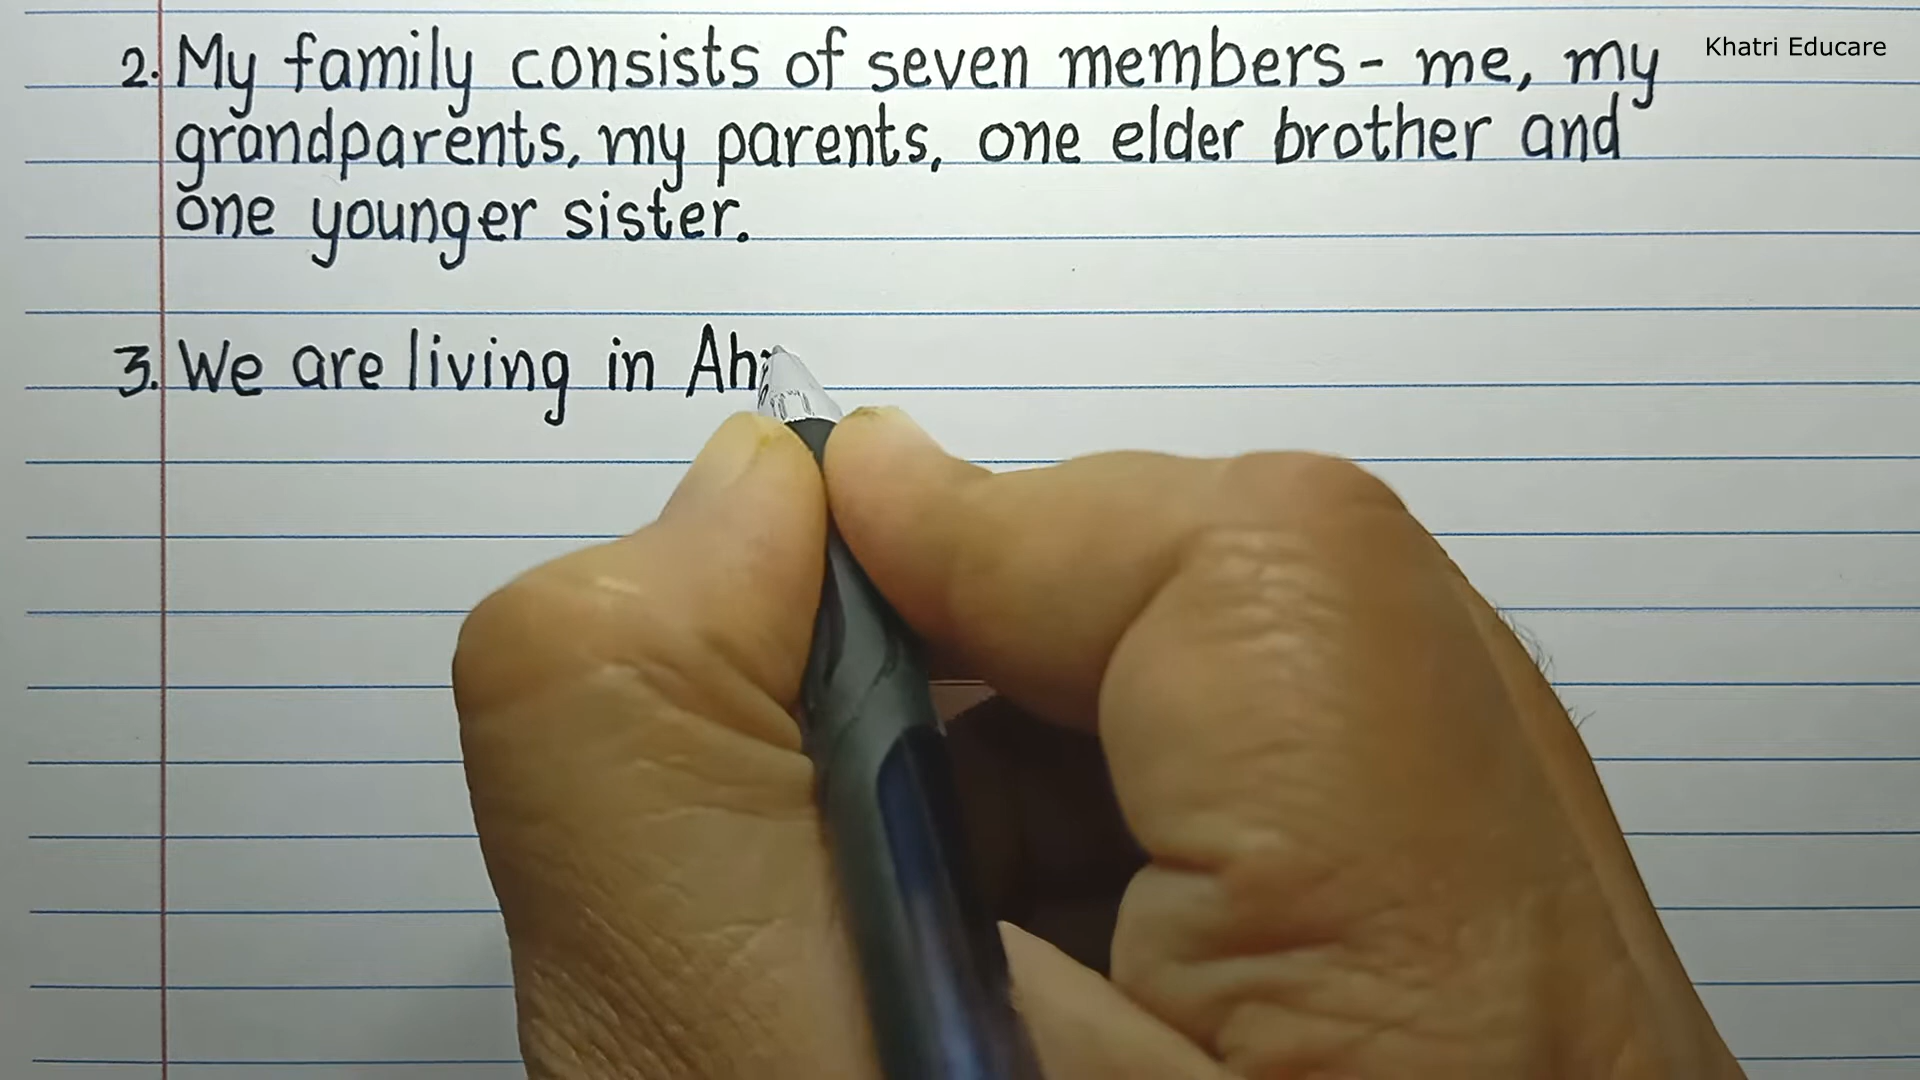 Khatri Educare
2. My family consists of seven members - me, my
grandparents, my parents, one elder brother and
one younger sister.
3. We are living in Ah